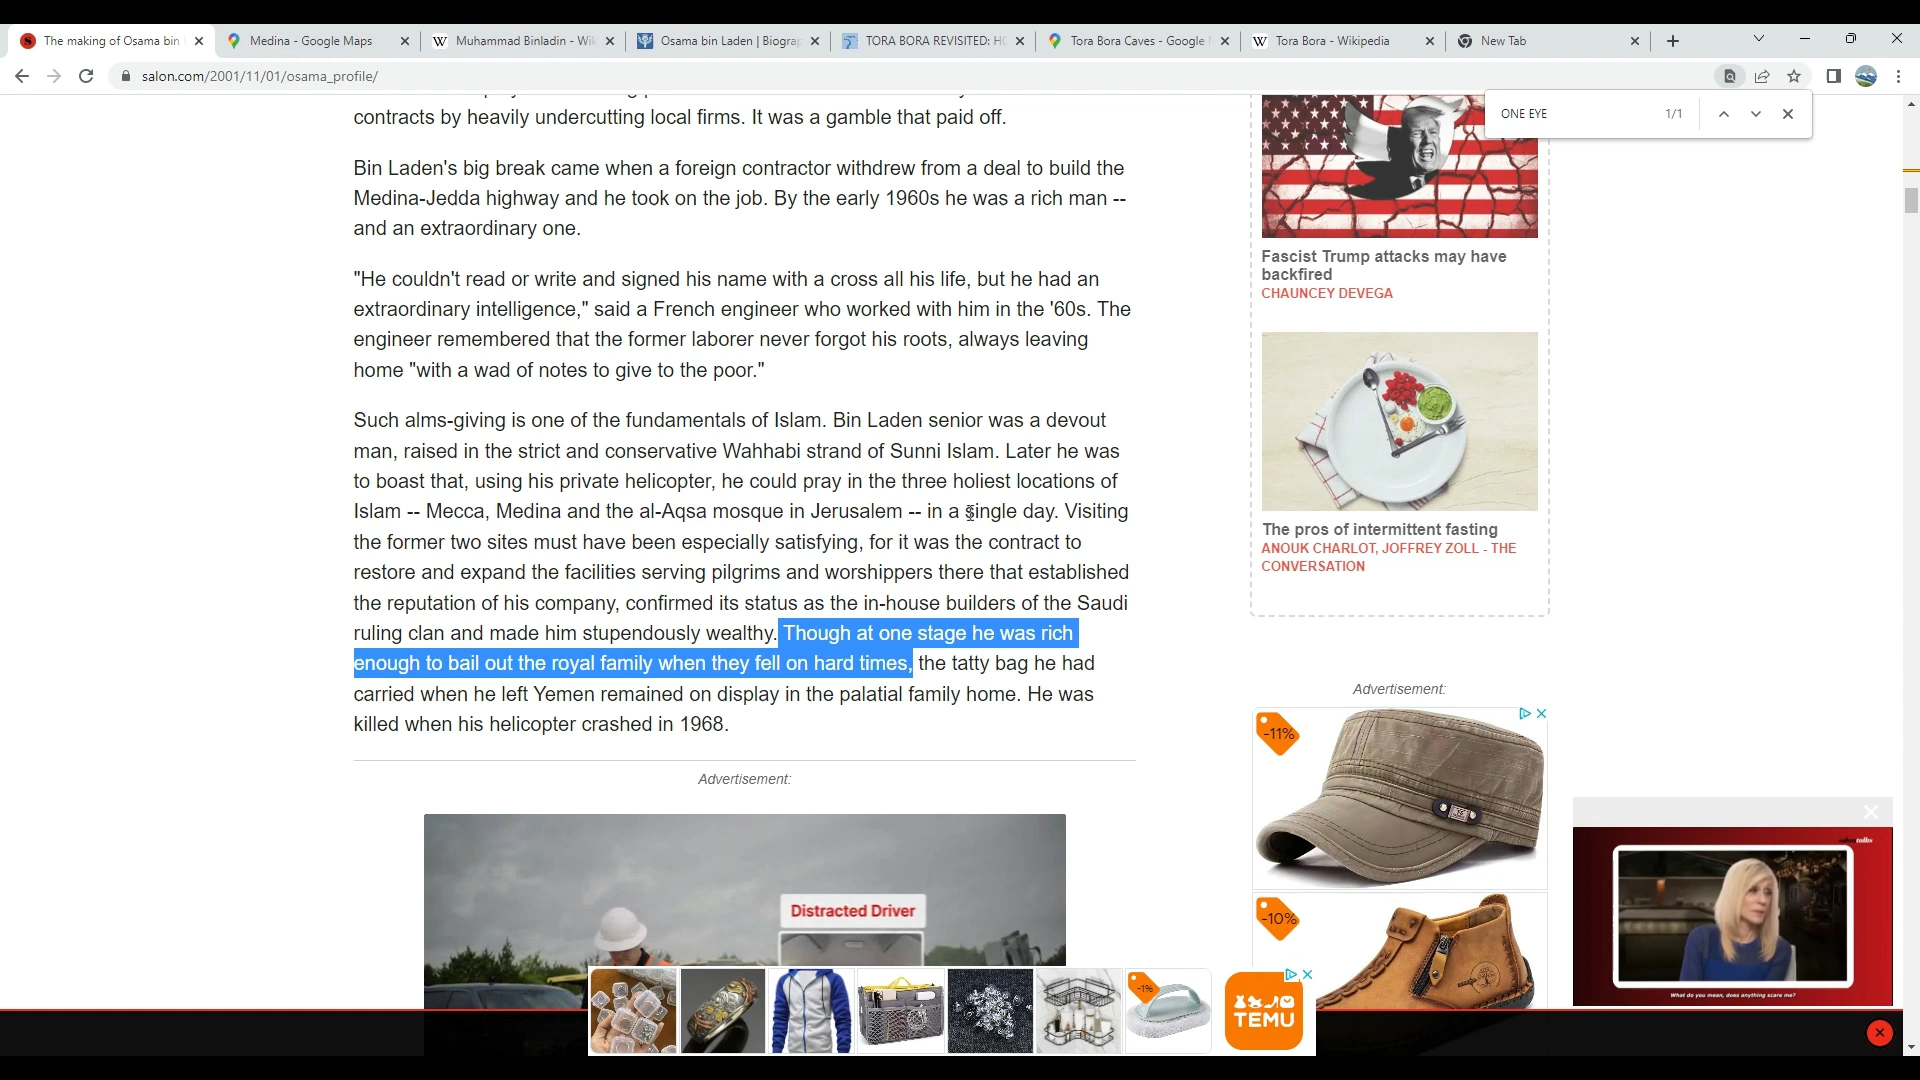 The making of Osama bin
Medina - Google Maps
Muhammad Binladin - Wik
Osama bin Laden | Biograp
TORA BORA REVISITED: HO
Tora Bora Caves - Google
Tora Bora - Wikipedia
New Tab
salon.com/2001/11/01/osama_profile/
ONE EYE 1/1
contracts by heavily undercutting local firms. It was a gamble that paid off.
Bin Laden's big break came when a foreign contractor withdrew from a deal to build the
Medina-Jedda highway and he took on the job. By the early 1960s he was a rich man --
and an extraordinary one.
"He couldn't read or write and signed his name with a cross all his life, but he had an
extraordinary intelligence," said a French engineer who worked with him in the '60s. The
engineer remembered that the former laborer never forgot his roots, always leaving
home "with a wad of notes to give to the poor."
Such alms-giving is one of the fundamentals of Islam. Bin Laden senior was a devout
man, raised in the strict and conservative Wahhabi strand of Sunni Islam. Later he was
to boast that, using his private helicopter, he could pray in the three holiest locations of
Islam -- Mecca, Medina and the al-Aqsa mosque in Jerusalem -- in a single day. Visiting
the former two sites must have been especially satisfying, for it was the contract to
restore and expand the facilities serving pilgrims and worshippers there that established
the reputation of his company, confirmed its status as the in-house builders of the Saudi
ruling clan and made him stupendously wealthy. Though at one stage he was rich
enough to bail out the royal family when they fell on hard times, the tatty bag he had
carried when he left Yemen remained on display in the palatial family home. He was
killed when his helicopter crashed in 1968.
Advertisement:
Distracted Driver
Fascist Trump attacks may have
backfired
CHAUNCEY DEVEGA
The pros of intermittent fasting
ANOUK CHARLOT, JOFFREY ZOLL - THE
CONVERSATION
Advertisement:
-11%
-10%
-1%
TEMU
What do you mean, does anything scare me?